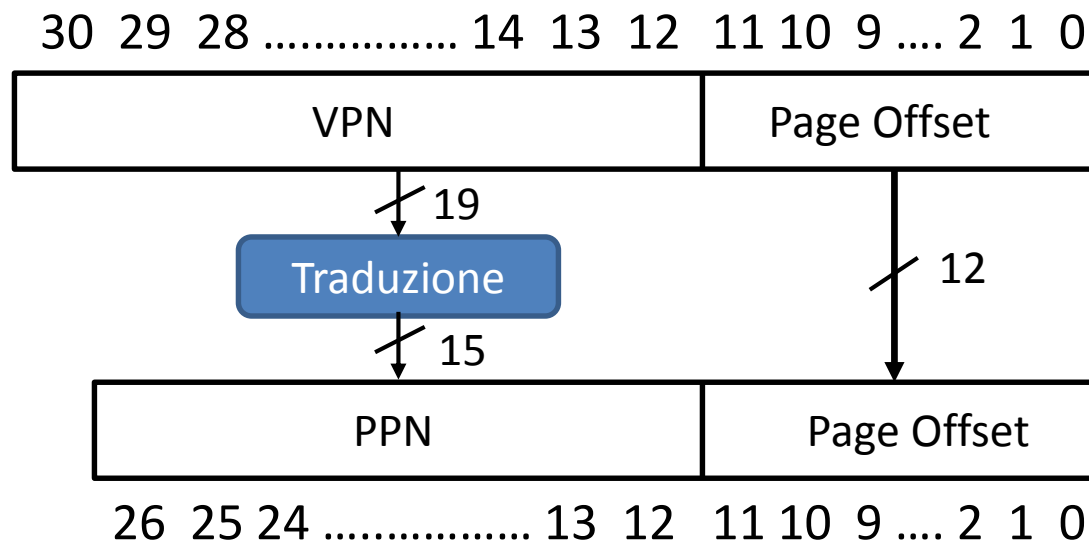 30 29 28 ................ 14 13 12 11 10 9 .... 2 1 0
VPN Page Offset
19
Traduzione 12
15
PPN Page Offset
26 25 24 ................. 13 12 11 10 9 .... 2 1 0